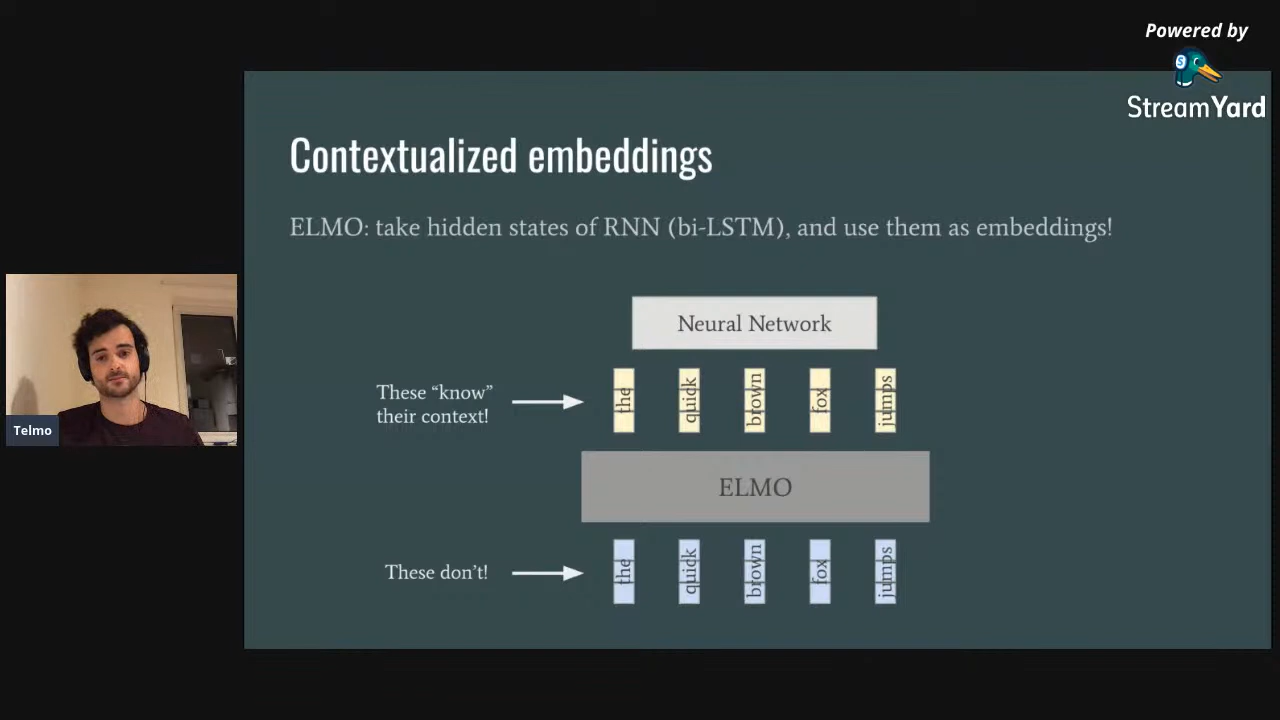 Powered by
StreamYard
Contextualized embeddings
ELMO: take hidden states of RNN (bi-LSTM), and use them as embeddings!
Neural Network
These “know”
their context!
the quick brown fox jumps
ELMO
These don’t!
the quick brown fox jumps
Telmo